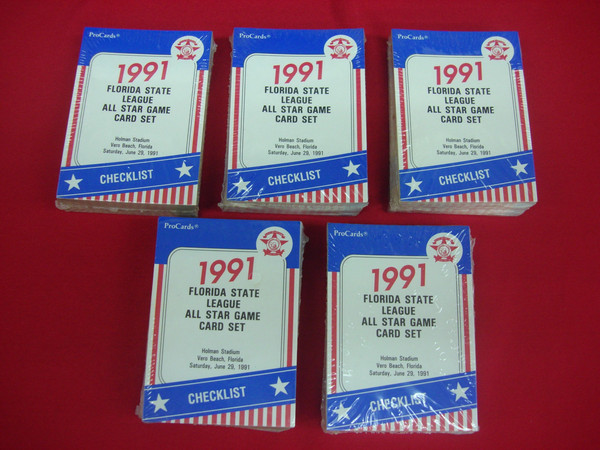 ProCards®
1991
FLORIDA STATE
LEAGUE
ALL STAR GAME
CARD SET
Holman Stadium
Vero Beach, Florida
Saturday, June 29, 1991
CHECKLIST
ProCards®
1991
FLORIDA STATE
LEAGUE
ALL STAR GAME
CARD SET
Holman Stadium
Vero Beach, Florida
Saturday, June 29, 1991
CHECKLIST
ProCards®
1991
FLORIDA STATE
LEAGUE
ALL STAR GAME
CARD SET
Holman Stadium
Vero Beach, Florida
Saturday, June 29, 1991
CHECKLIST
ProCards®
1991
FLORIDA STATE
LEAGUE
ALL STAR GAME
CARD SET
Holman Stadium
Vero Beach, Florida
Saturday, June 29, 1991
CHECKLIST
ProCards®
1991
FLORIDA STATE
LEAGUE
ALL STAR GAME
CARD SET
Holman Stadium
Vero Beach, Florida
Saturday, June 29, 1991
CHECKLIST